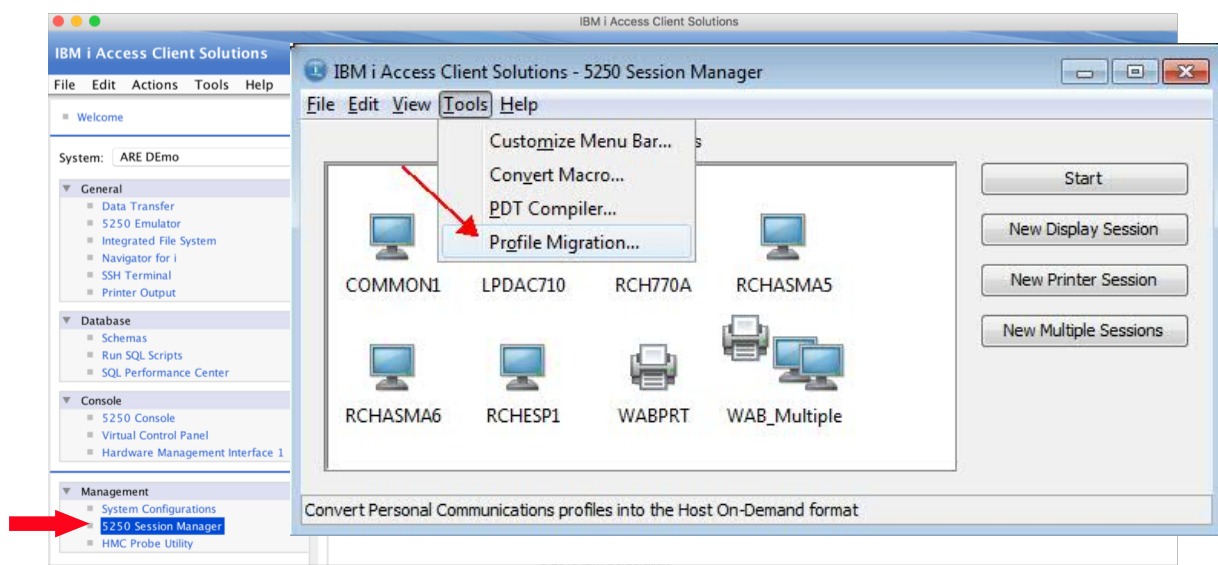 IBM i Access Client Solutions
IBM i Access Client Solutions
File Edit Actions Tools Help
Welcome
System: ARE DEmo
General
Data Transfer
5250 Emulator
Integrated File System
Navigator for i
SSH Terminal
Printer Output
Database
Schemas
Run SQL Scripts
SQL Performance Center
Console
5250 Console
Virtual Control Panel
Hardware Management Interface 1
Management
System Configurations
5250 Session Manager
HMC Probe Utility
IBM i Access Client Solutions - 5250 Session Manager
File Edit View Tools Help
Customize Menu Bar...
Convert Macro...
PDT Compiler...
Profile Migration...
COMMON1 LPDAC710 RCH770A RCHASMA5
RCHASMA6 RCHESP1 WABPRT WAB_Multiple
Start
New Display Session
New Printer Session
New Multiple Sessions
Convert Personal Communications profiles into the Host On-Demand format